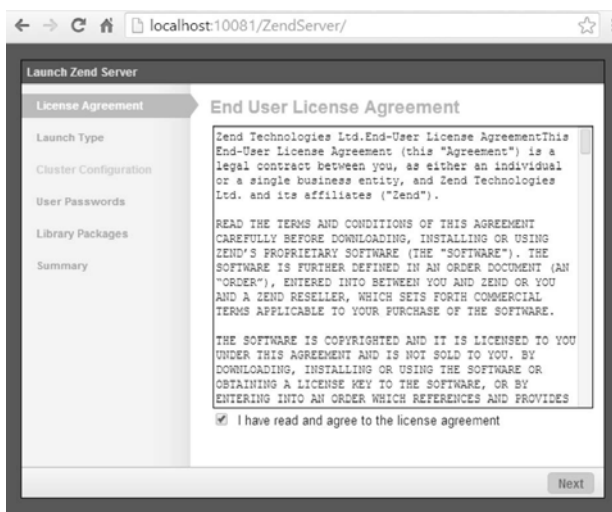 localhost:10081/ZendServer/
Launch Zend Server
License Agreement
Launch Type
Cluster Configuration
User Passwords
Library Packages
Summary
End User License Agreement
Zend Technologies Ltd.End-User License AgreementThis
End-User License Agreement (this "Agreement") is a
legal contract between you, as either an individual
or a single business entity, and Zend Technologies
Ltd. and its affiliates ("Zend").
READ THE TERMS AND CONDITIONS OF THIS AGREEMENT
CAREFULLY BEFORE DOWNLOADING, INSTALLING OR USING
ZEND'S PROPRIETARY SOFTWARE (THE "SOFTWARE"). THE
SOFTWARE IS FURTHER DEFINED IN AN ORDER DOCUMENT (AN
"ORDER"), ENTERED INTO BETWEEN YOU AND ZEND OR YOU
AND A ZEND RESELLER, WHICH SETS FORTH COMMERCIAL
TERMS APPLICABLE TO YOUR PURCHASE OF THE SOFTWARE.
THE SOFTWARE IS COPYRIGHTED AND IT IS LICENSED TO YOU
UNDER THIS AGREEMENT AND IS NOT SOLD TO YOU. BY
DOWNLOADING, INSTALLING OR USING THE SOFTWARE OR
OBTAINING A LICENSE KEY TO THE SOFTWARE, OR BY
ENTERING INTO AN ORDER WHICH REFERENCES AND PROVIDES
I have read and agree to the license agreement
Next